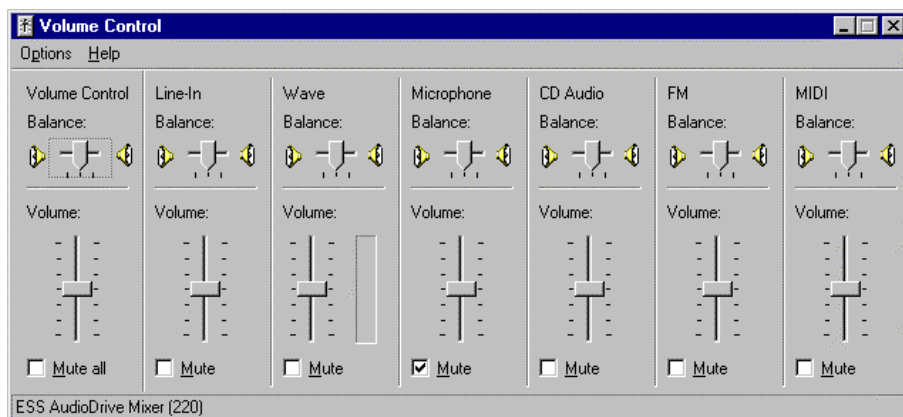 Volume Control
Options Help
Volume Control Line-In Wave Microphone CD Audio FM MIDI
Balance: Balance: Balance: Balance: Balance: Balance: Balance:
Volume: Volume: Volume: Volume: Volume: Volume: Volume:
Mute all Mute Mute Mute Mute Mute Mute
ESS AudioDrive Mixer (220)